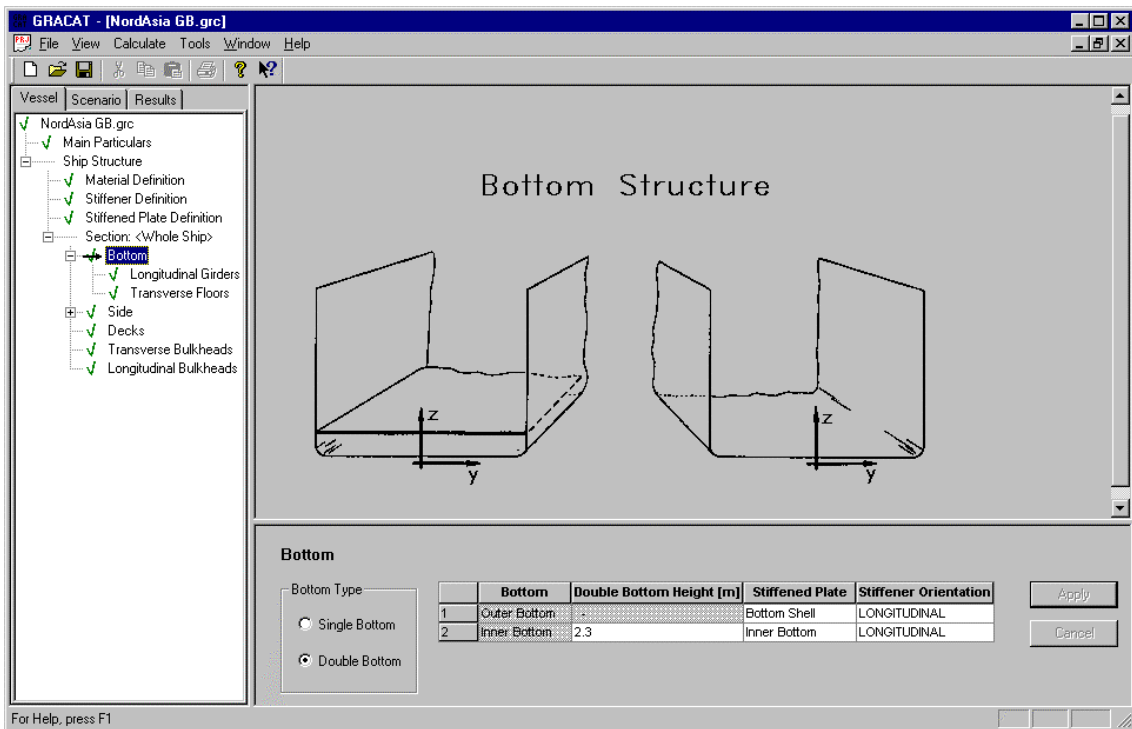 GRACAT - [NordAsia GB.grc]
File View Calculate Tools Window Help
Vessel Scenario Results
NordAsia GB.grc
Main Particulars
Ship Structure
Material Definition
Stiffener Definition
Stiffened Plate Definition
Section: <Whole Ship>
Bottom
Longitudinal Girders
Transverse Floors
Side
Decks
Transverse Bulkheads
Longitudinal Bulkheads
Bottom Structure
z
y
z
y
Bottom
Bottom Type
Single Bottom
Double Bottom
Bottom Double Bottom Height [m] Stiffened Plate Stiffener Orientation
1 Outer Bottom - Bottom Shell LONGITUDINAL
2 Inner Bottom 2.3 Inner Bottom LONGITUDINAL
Apply
Cancel
For Help, press F1